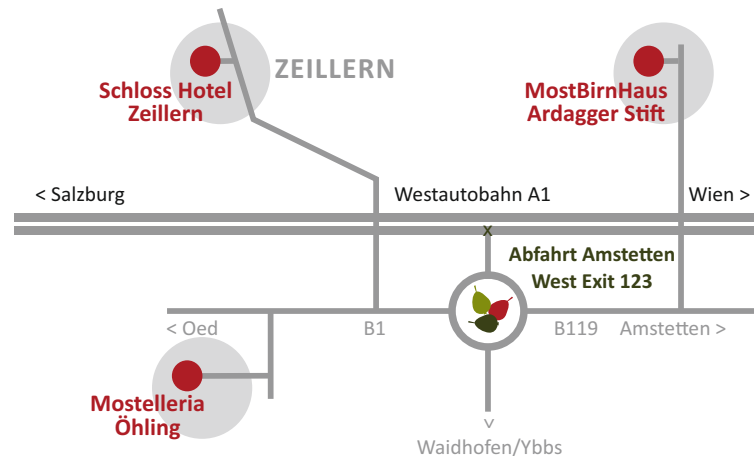 ZEILLERN
Schloss Hotel
Zeillern
MostBirnHaus
Ardagger Stift
< Salzburg
Westautobahn A1
Wien >
x
Abfahrt Amstetten
West Exit 123
< Oed
B1
B119
Amstetten >
Mostelleria
Öhling
>
Waidhofen/Ybbs